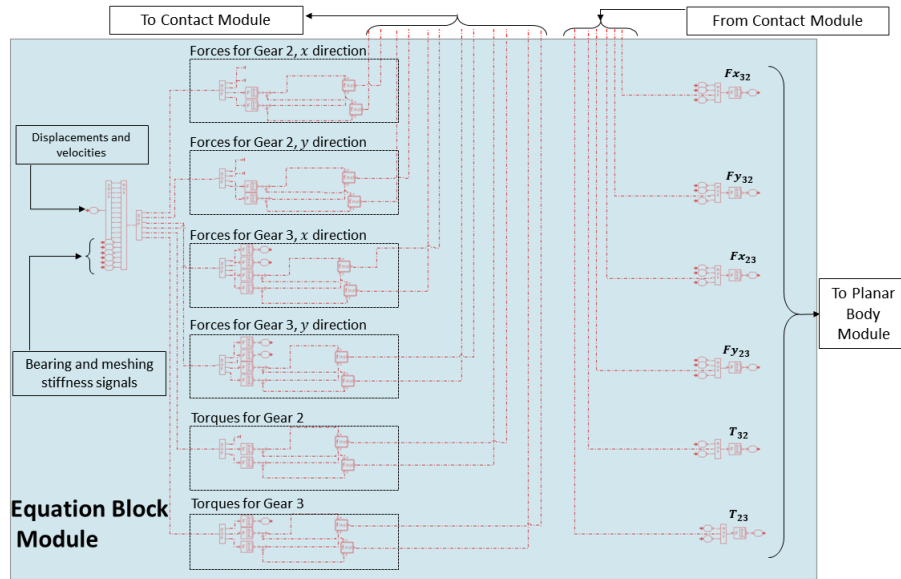 To Contact Module
From Contact Module
Forces for Gear 2, x direction
Fx32
Displacements and
velocities
Forces for Gear 2, y direction
Fy32
Forces for Gear 3, x direction
Fx23
To Planar
Body
Module
Bearing and meshing
stiffness signals
Forces for Gear 3, y direction
Fy23
Torques for Gear 2
T32
Equation Block
Module
Torques for Gear 3
T23